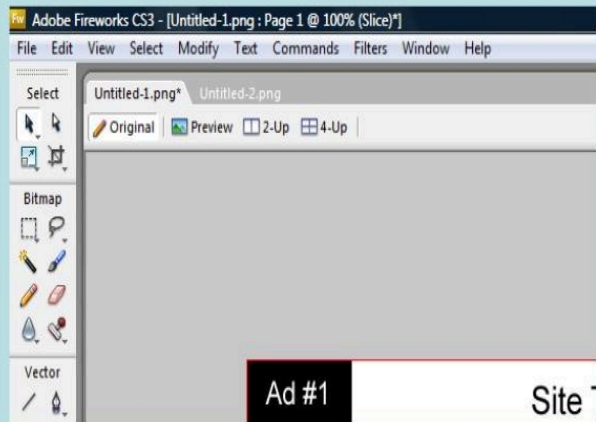 Fw Adobe Fireworks CS3 - [Untitled-1.png : Page 1 @ 100% (Slice)*]
File Edit View Select Modify Text Commands Filters Window Help
Select
Untitled-1.png* Untitled-2.png
Original Preview 2-Up 4-Up
Bitmap
Vector
Ad #1
Site